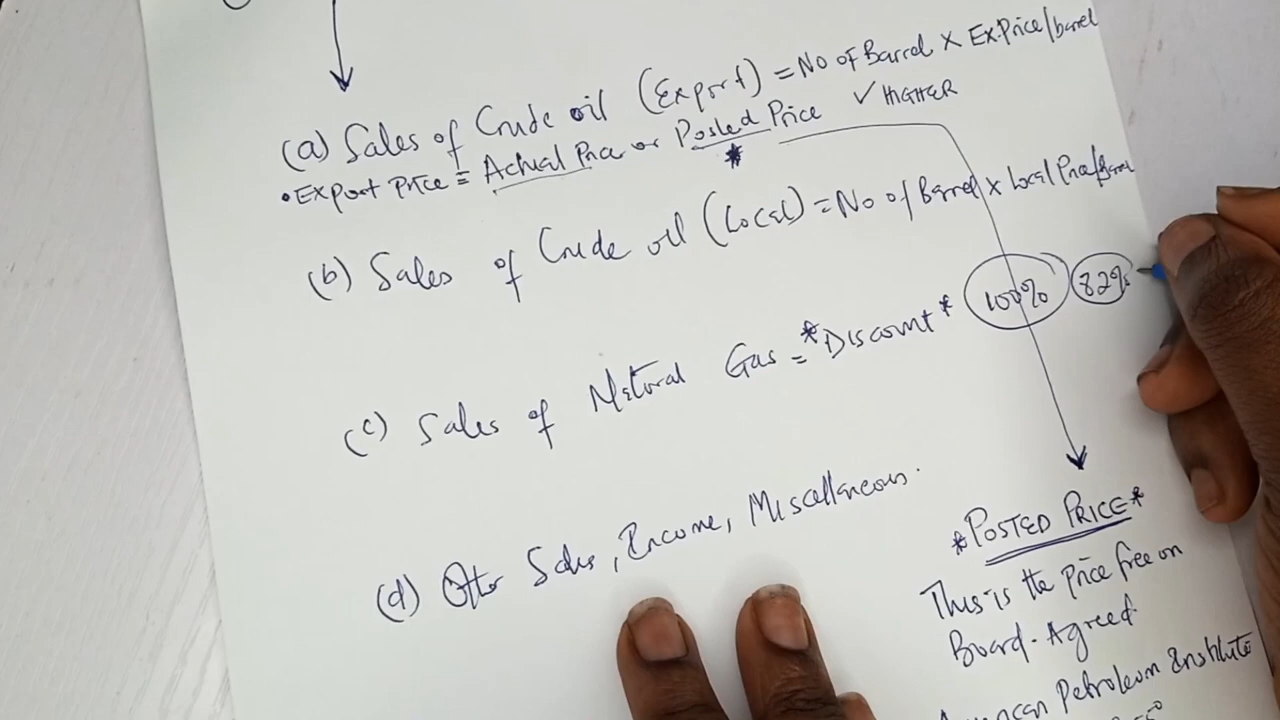 (a) Sales of Crude oil (Export) = No of Barrel X Ex.Price/barrel
• Export Price = Actual Price or Posted Price ✓ HIGHER
*
(b) Sales of Crude oil (Local) = No of Barrel x Local Price/Barrel
100% 82%
(c) Sales of Natural Gas = *Discount*
(d) Other Sales, Income, Miscellaneous.
*POSTED PRICE*
This is the price free on
Board. Agreed
American Petroleum Institute